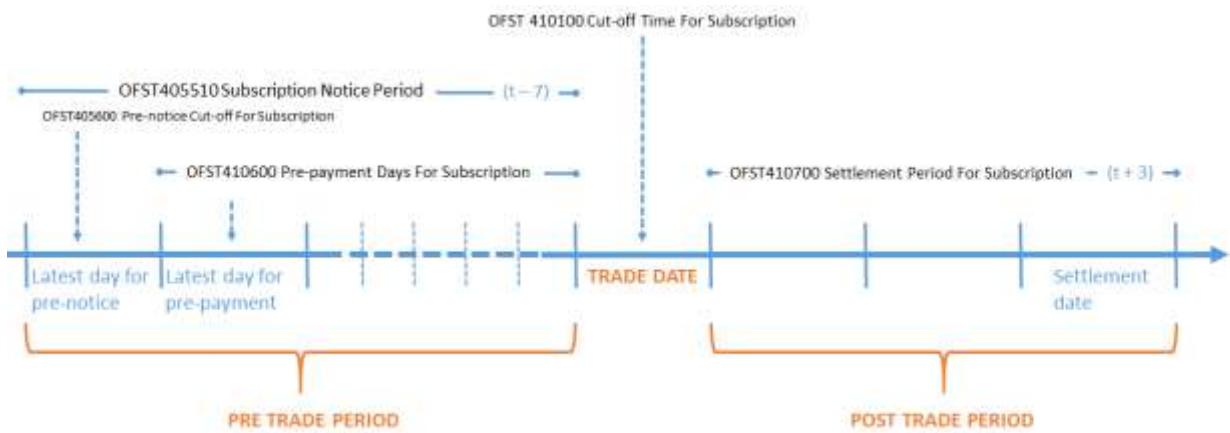 OFST 410100 Cut-off Time For Subscription
OFST405510 Subscription Notice Period (t – 7)
OFST405600 Pre-notice Cut-off For Subscription
OFST410600 Pre-payment Days For Subscription
OFST410700 Settlement Period For Subscription (t + 3)
Latest day for pre-notice
Latest day for pre-payment
TRADE DATE
Settlement date
PRE TRADE PERIOD
POST TRADE PERIOD